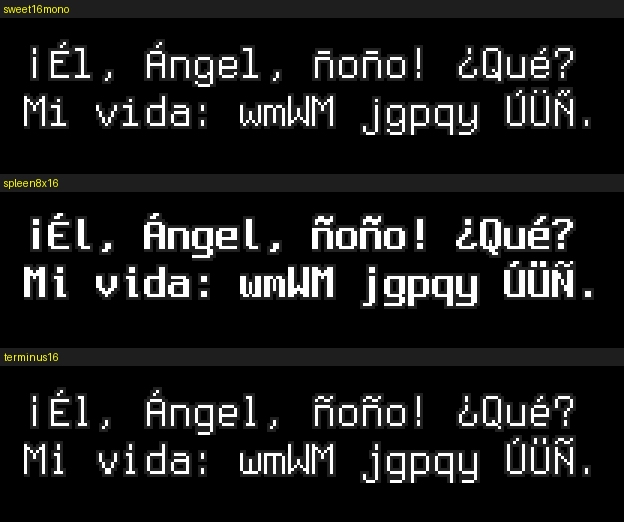 sweet16mono
¡Él, Ángel, ñoño! ¿Qué?
Mi vida: wmWM jgpqy ÚÜÑ.
spleen8x16
¡Él, Ángel, ñoño! ¿Qué?
Mi vida: wmWM jgpqy ÚÜÑ.
terminus16
¡Él, Ángel, ñoño! ¿Qué?
Mi vida: wmWM jgpqy ÚÜÑ.